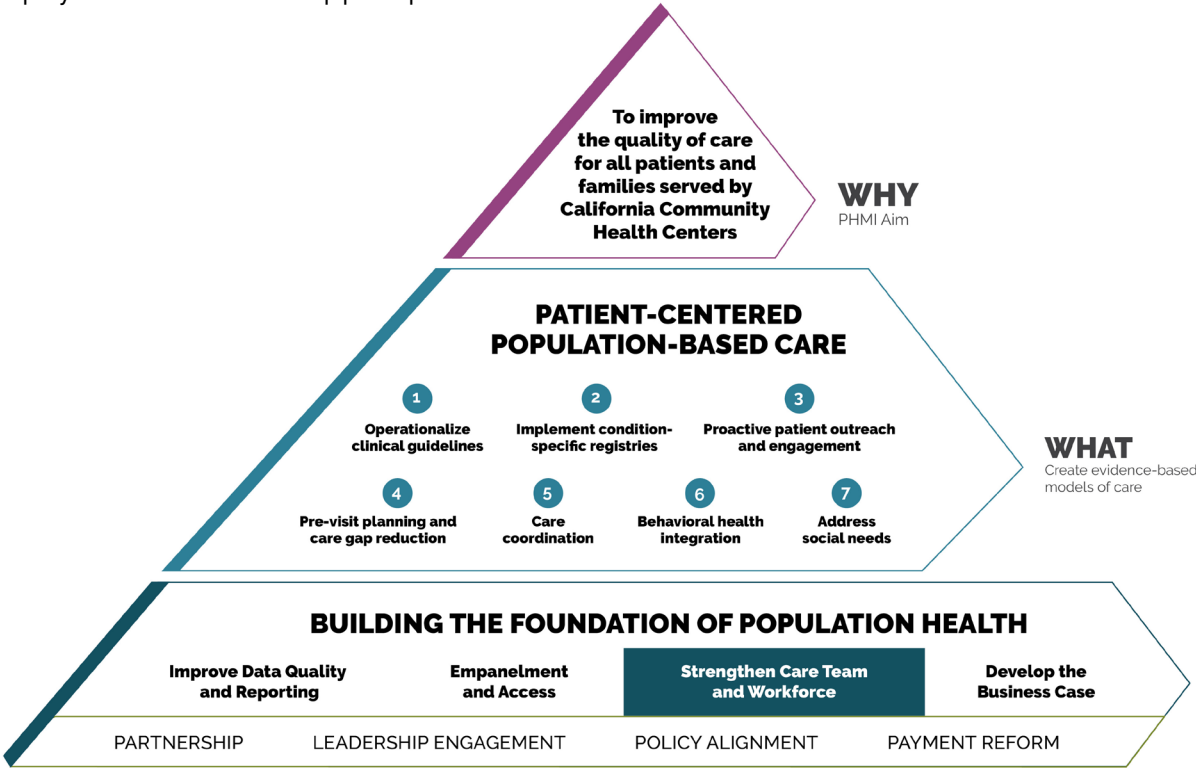 To improve
the quality of care
for all patients and
families served by
California Community
Health Centers
WHY
PHMI Aim
PATIENT-CENTERED
POPULATION-BASED CARE
1
Operationalize
clinical guidelines
2
Implement condition-
specific registries
3
Proactive patient outreach
and engagement
4
Pre-visit planning and
care gap reduction
5
Care
coordination
6
Behavioral health
integration
7
Address
social needs
WHAT
Create evidence-based
models of care
BUILDING THE FOUNDATION OF POPULATION HEALTH
Improve Data Quality
and Reporting
Empanelment
and Access
Strengthen Care Team
and Workforce
Develop the
Business Case
PARTNERSHIP
LEADERSHIP ENGAGEMENT
POLICY ALIGNMENT
PAYMENT REFORM